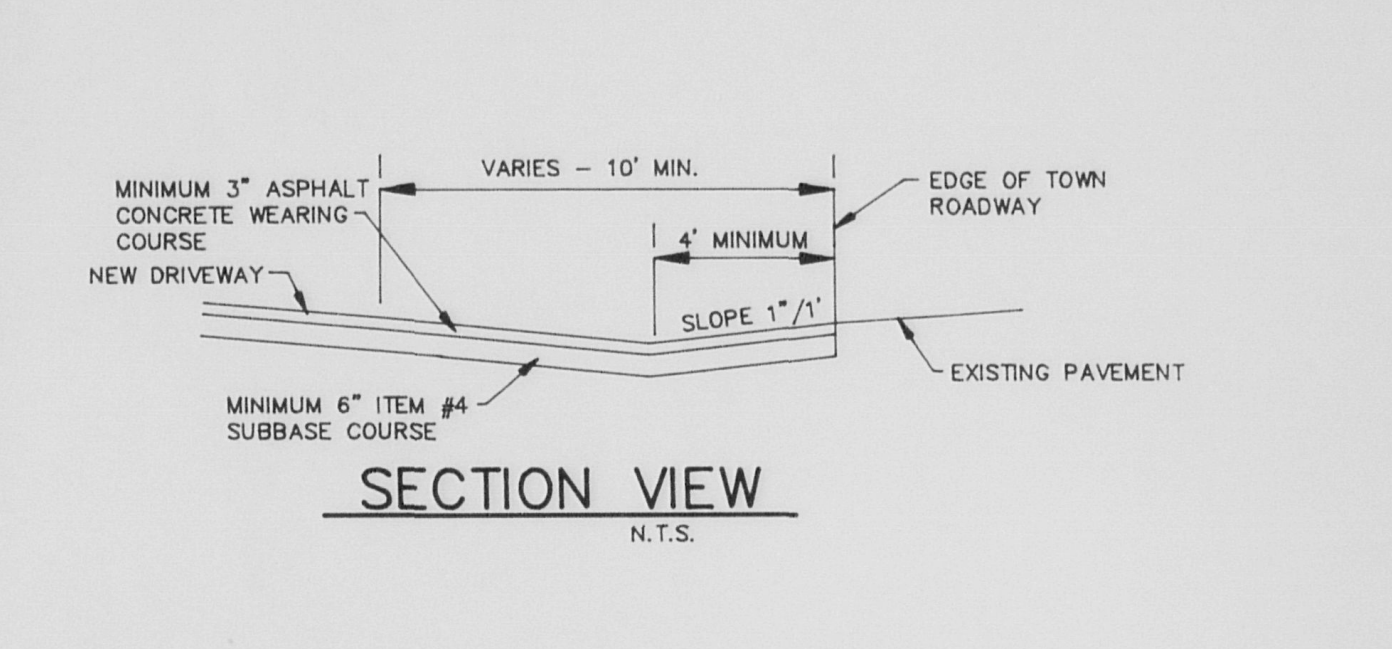 VARIES – 10' MIN.
MINIMUM 3" ASPHALT
CONCRETE WEARING
COURSE
EDGE OF TOWN
ROADWAY
4' MINIMUM
NEW DRIVEWAY
SLOPE 1"/1'
EXISTING PAVEMENT
MINIMUM 6" ITEM #4
SUBBASE COURSE
SECTION VIEW
N.T.S.